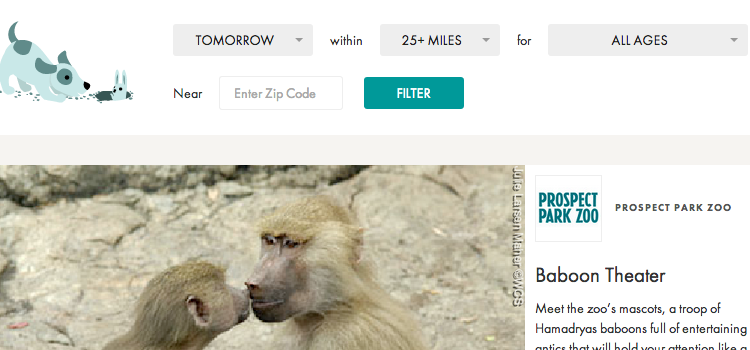 TOMORROW within 25+ MILES for ALL AGES
Near Enter Zip Code FILTER
PROSPECT
PARK ZOO
PROSPECT PARK ZOO
Baboon Theater
Meet the zoo's mascots, a troop of
Hamadryas baboons full of entertaining
antics that will hold your attention like a
Julie Larsen Maher ©WCS